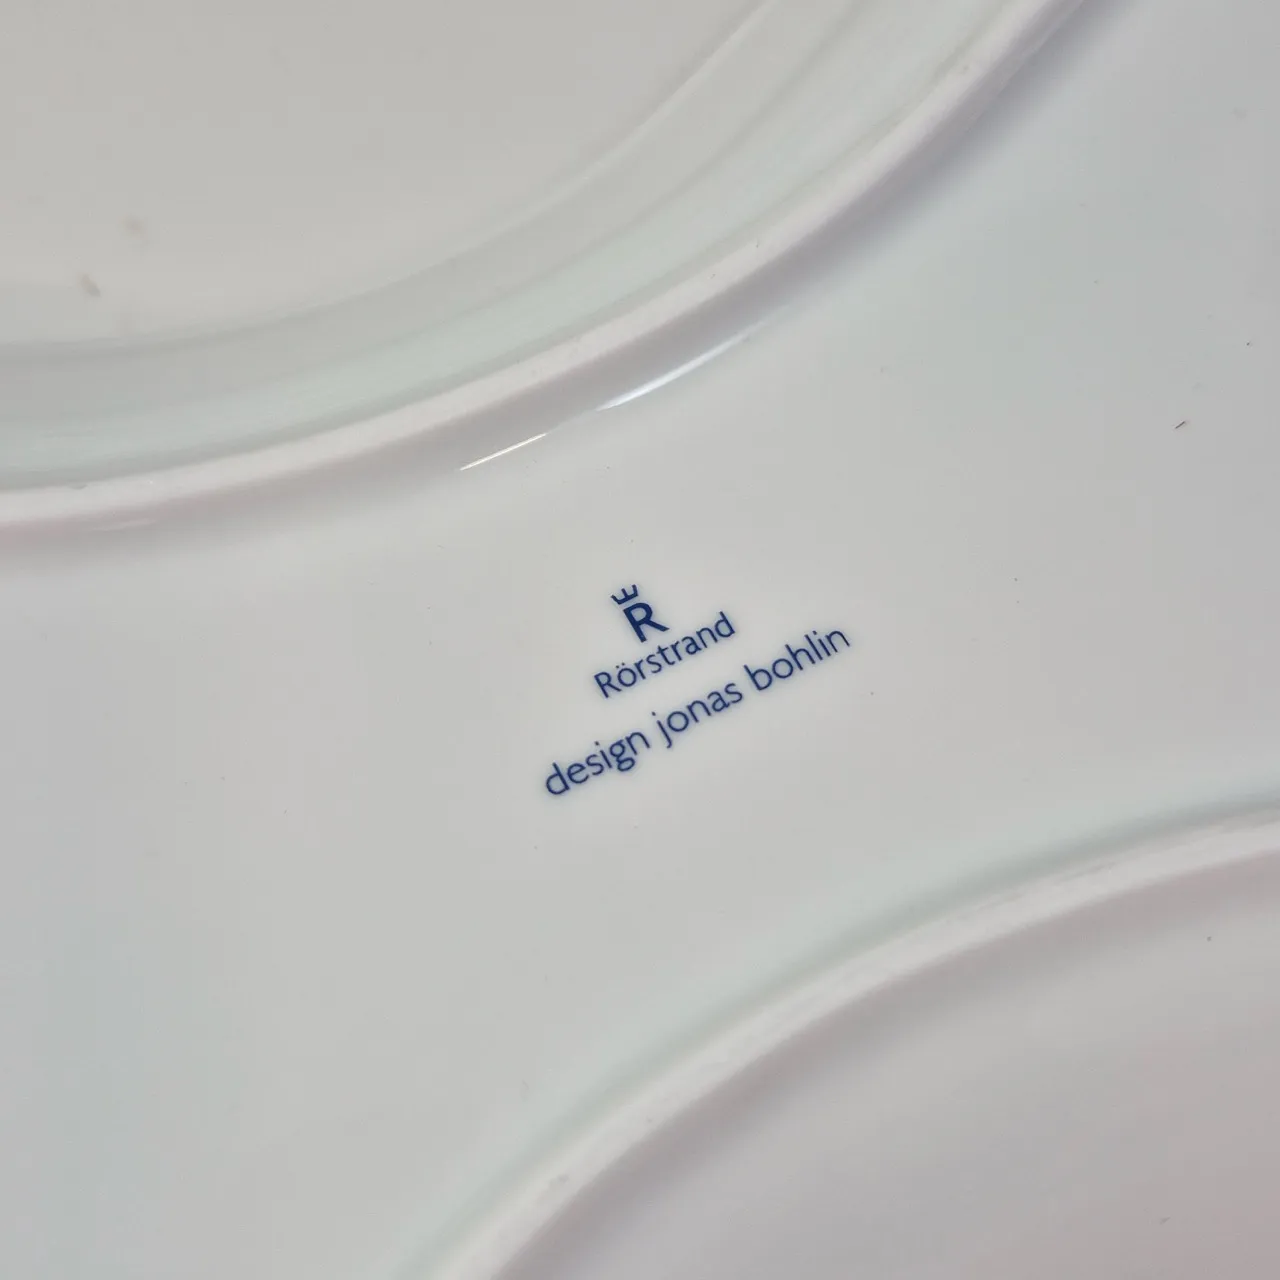 R
Rörstrand
design jonas bohlin